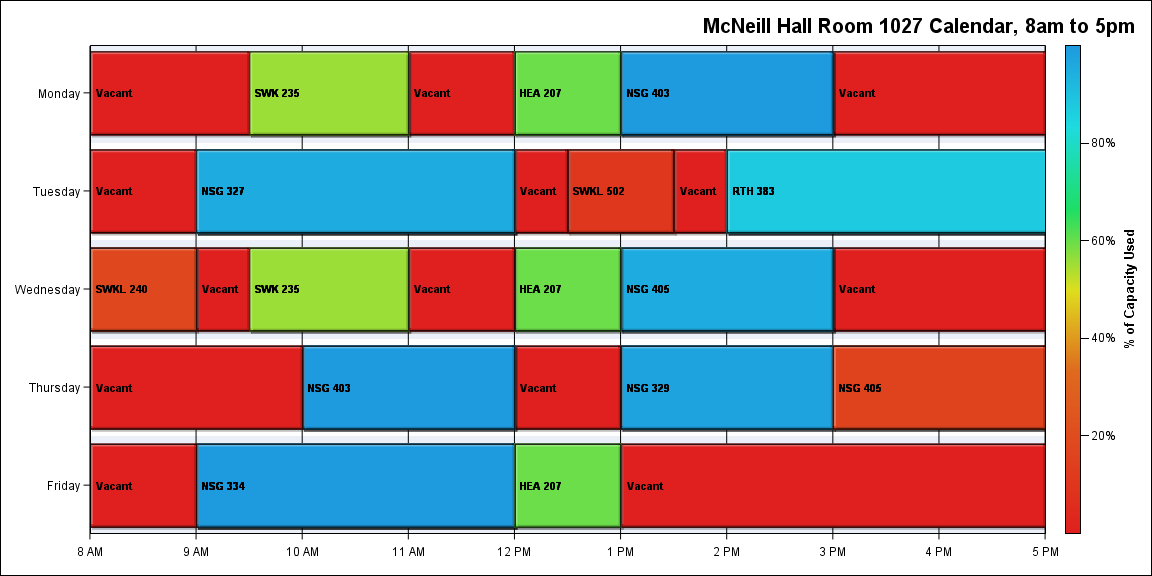 McNeill Hall Room 1027 Calendar, 8am to 5pm
Monday
Vacant
SWK 235
Vacant
HEA 207
NSG 403
Vacant
Tuesday
Vacant
NSG 327
Vacant
SWKL 502
Vacant
RTH 383
Wednesday
SWKL 240
Vacant
SWK 235
Vacant
HEA 207
NSG 405
Vacant
Thursday
Vacant
NSG 403
Vacant
NSG 329
NSG 405
Friday
Vacant
NSG 334
HEA 207
Vacant
8 AM
9 AM
10 AM
11 AM
12 PM
1 PM
2 PM
3 PM
4 PM
5 PM
80%
60%
40%
20%
% of Capacity Used